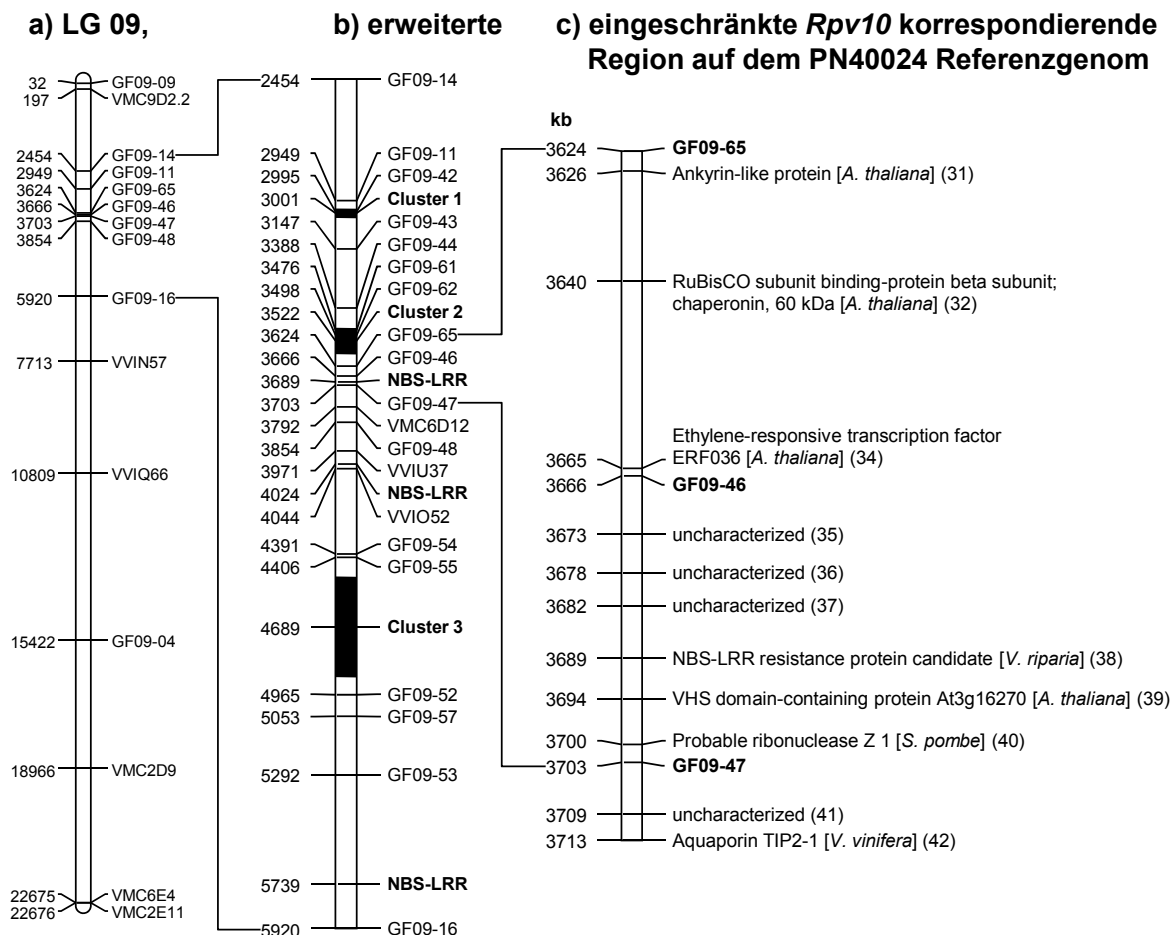 a) LG 09,
b) erweiterte
c) eingeschränkte Rpv10 korrespondierende
Region auf dem PN40024 Referenzgenom
32 GF09-09
197 VMC9D2.2
2454 GF09-14
2949 GF09-11
3624 GF09-65
3666 GF09-46
3703 GF09-47
3854 GF09-48
5920 GF09-16
7713 VVIN57
10809 VVIQ66
15422 GF09-04
18966 VMC2D9
22675 VMC6E4
22676 VMC2E11
2454 GF09-14
2949 GF09-11
2995 GF09-42
3001 Cluster 1
3147 GF09-43
3388 GF09-44
3476 GF09-61
3498 GF09-62
3522 Cluster 2
3624 GF09-65
3666 GF09-46
3689 NBS-LRR
3703 GF09-47
3792 VMC6D12
3854 GF09-48
3971 VVIU37
4024 NBS-LRR
4044 VVIO52
4391 GF09-54
4406 GF09-55
4689 Cluster 3
4965 GF09-52
5053 GF09-57
5292 GF09-53
5739 NBS-LRR
5920 GF09-16
kb
3624 GF09-65
3626 Ankyrin-like protein [A. thaliana] (31)
3640 RuBisCO subunit binding-protein beta subunit;
chaperonin, 60 kDa [A. thaliana] (32)
Ethylene-responsive transcription factor
3665 ERF036 [A. thaliana] (34)
3666 GF09-46
3673 uncharacterized (35)
3678 uncharacterized (36)
3682 uncharacterized (37)
3689 NBS-LRR resistance protein candidate [V. riparia] (38)
3694 VHS domain-containing protein At3g16270 [A. thaliana] (39)
3700 Probable ribonuclease Z 1 [S. pombe] (40)
3703 GF09-47
3709 uncharacterized (41)
3713 Aquaporin TIP2-1 [V. vinifera] (42)